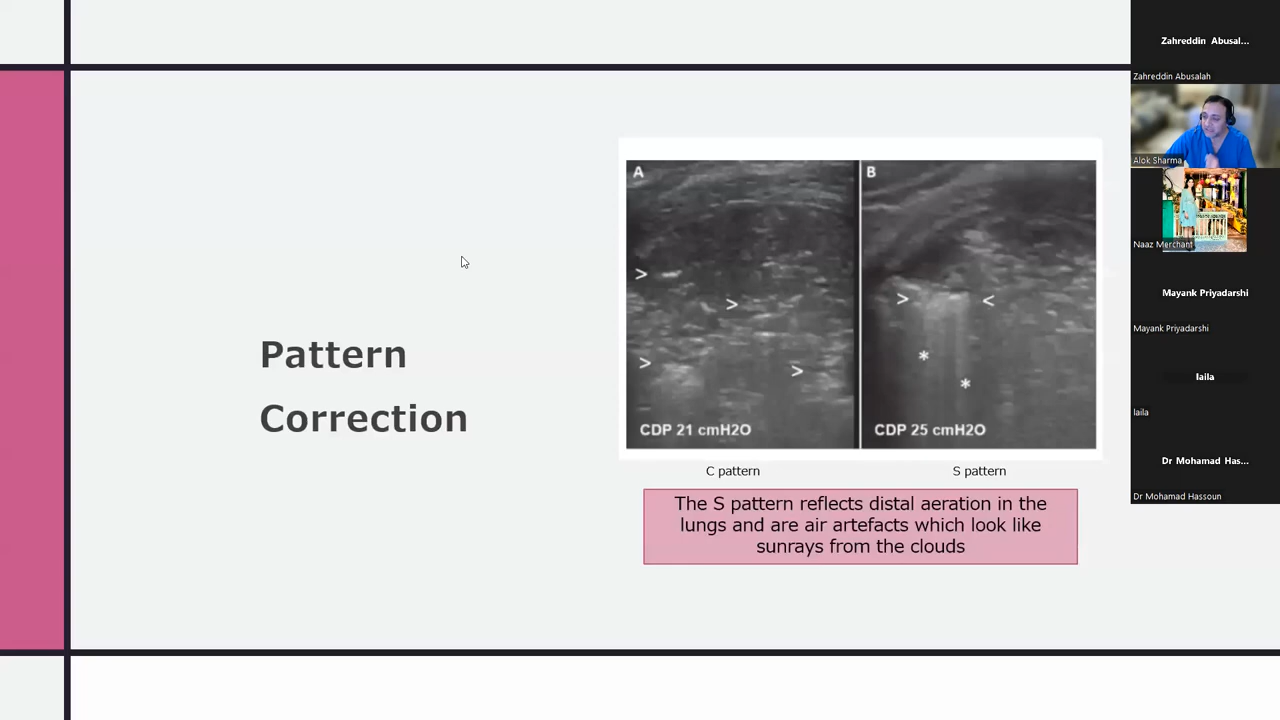 Pattern
Correction
A
B
>
>
>
>
>
<
*
*
CDP 21 cmH2O
CDP 25 cmH2O
C pattern
S pattern
The S pattern reflects distal aeration in the
lungs and are air artefacts which look like
sunrays from the clouds
Zahreddin Abusal...
Zahreddin Abusalah
Alok Sharma
Naaz Merchant
Mayank Priyadarshi
Mayank Priyadarshi
laila
laila
Dr Mohamad Has...
Dr Mohamad Hassoun